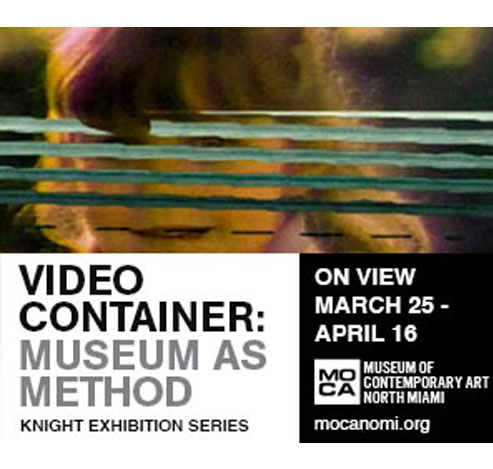 VIDEO
CONTAINER:
MUSEUM AS
METHOD
KNIGHT EXHIBITION SERIES
ON VIEW
MARCH 25 -
APRIL 16
MO
CA
MUSEUM OF
CONTEMPORARY ART
NORTH MIAMI
mocanomi.org